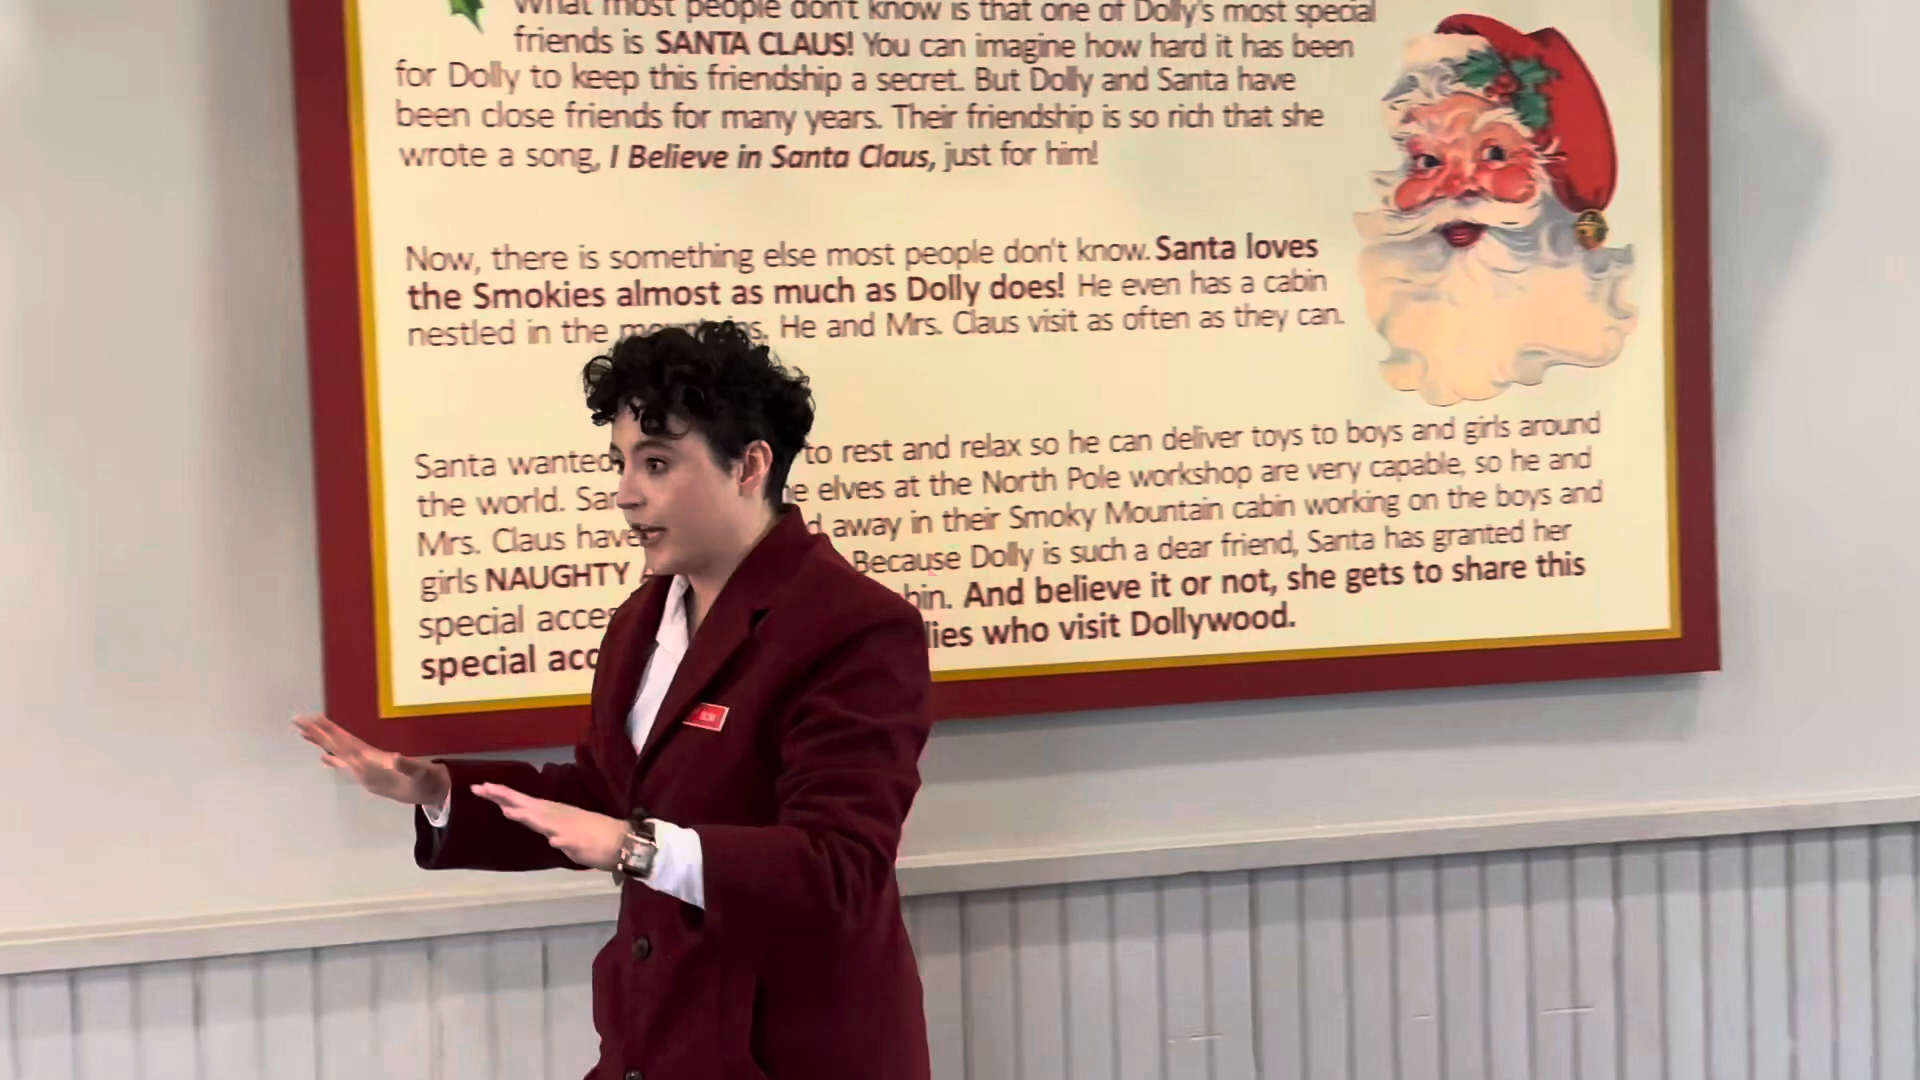 What most people don't know is that one of Dolly's most special
friends is SANTA CLAUS! You can imagine how hard it has been
for Dolly to keep this friendship a secret. But Dolly and Santa have
been close friends for many years. Their friendship is so rich that she
wrote a song, I Believe in Santa Claus, just for him!
Now, there is something else most people don't know. Santa loves
the Smokies almost as much as Dolly does! He even has a cabin
nestled in the mountains. He and Mrs. Claus visit as often as they can.
Santa wanted to rest and relax so he can deliver toys to boys and girls around
the world. elves at the North Pole workshop are very capable, so he and
Mrs. Claus have away in their Smoky Mountain cabin working on the boys and
girls NAUGHTY Because Dolly is such a dear friend, Santa has granted her
special And believe it or not, she gets to share this
special who visit Dollywood.